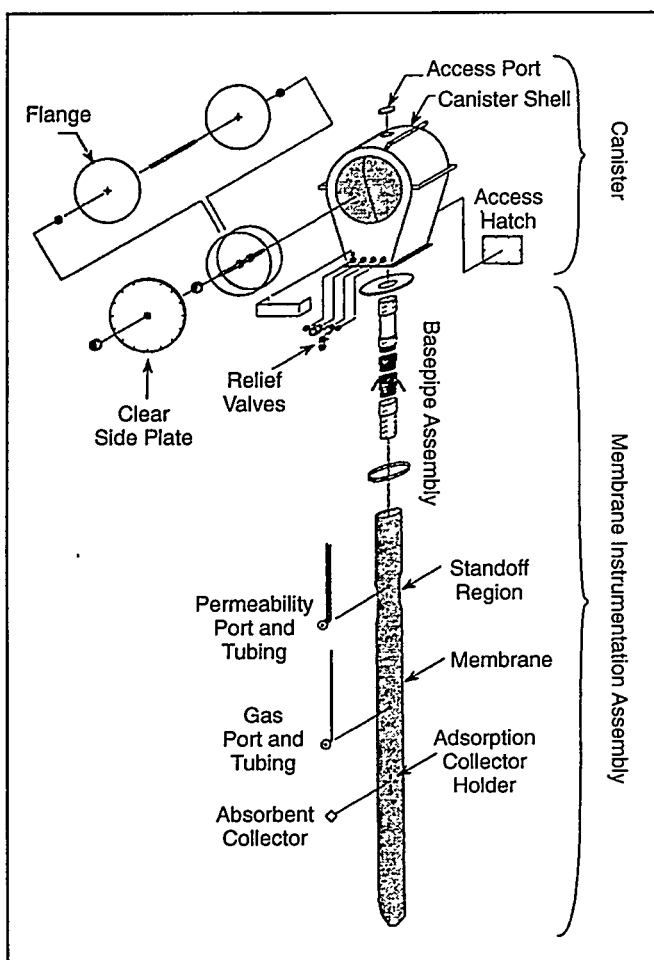 Access Port
Canister Shell
Flange
Canister
Access
Hatch
Relief
Valves
Clear
Side Plate
Basepipe Assembly
Membrane Instrumentation Assembly
Standoff
Region
Permeability
Port and
Tubing
Membrane
Gas
Port and
Tubing
Adsorption
Collector
Holder
Absorbent
Collector